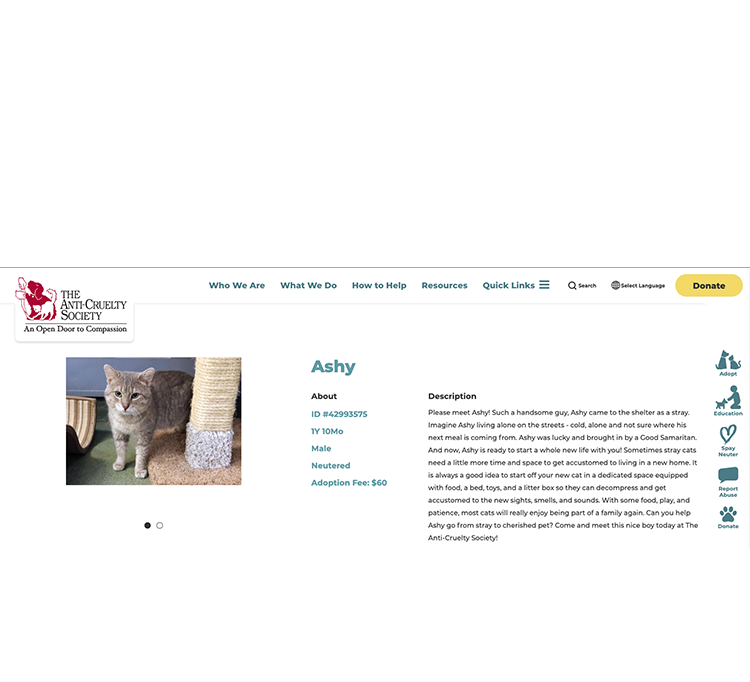 THE
ANTI-CRUELTY
SOCIETY
An Open Door to Compassion
Who We Are What We Do How to Help Resources Quick Links Search Select Language Donate
Ashy
About
ID #42993575
1Y 10Mo
Male
Neutered
Adoption Fee: $60
Description
Please meet Ashy! Such a handsome guy, Ashy came to the shelter as a stray.
Imagine Ashy living alone on the streets - cold, alone and not sure where his
next meal is coming from. Ashy was lucky and brought in by a Good Samaritan.
And now, Ashy is ready to start a whole new life with you! Sometimes stray cats
need a little more time and space to get accustomed to living in a new home. It
is always a good idea to start off your new cat in a dedicated space equipped
with food, a bed, toys, and a litter box so they can decompress and get
accustomed to the new sights, smells, and sounds. With some food, play, and
patience, most cats will really enjoy being part of a family again. Can you help
Ashy go from stray to cherished pet? Come and meet this nice boy today at The
Anti-Cruelty Society!
Adopt
Education
Spay
Neuter
Report
Abuse
Donate